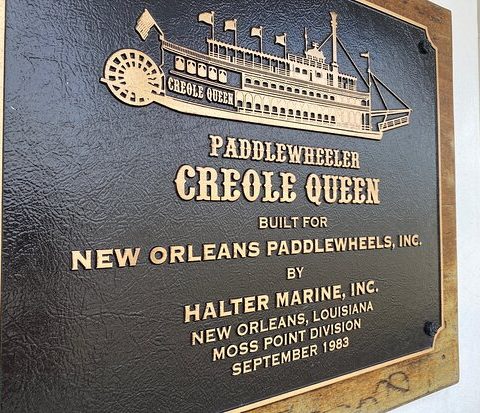 CREOLE QUEEN
PADDLEWHEELER
CREOLE QUEEN
BUILT FOR
NEW ORLEANS PADDLEWHEELS, INC.
BY
HALTER MARINE, INC.
NEW ORLEANS, LOUISIANA
MOSS POINT DIVISION
SEPTEMBER 1983